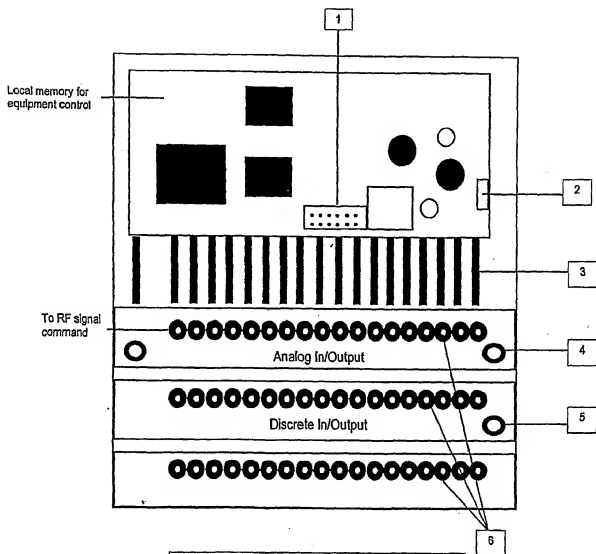 1
Local memory for
equipment control
2
3
To RF signal
command
Analog In/Output
4
Discrete In/Output
5
6